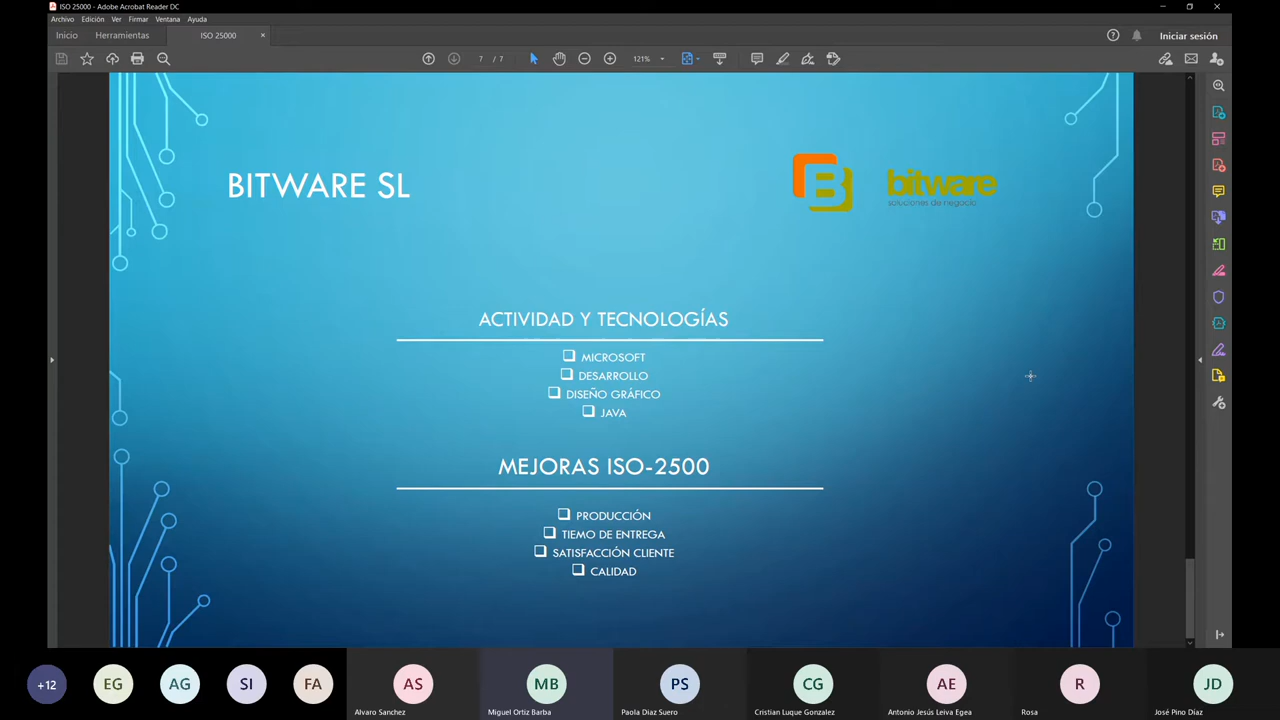 ISO 25000 - Adobe Acrobat Reader DC
Archivo Edición Ver Firmar Ventana Ayuda
Inicio Herramientas ISO 25000 × Iniciar sesión
7 / 7 121%
BITWARE SL
B bitware
soluciones de negocio
ACTIVIDAD Y TECNOLOGÍAS
MICROSOFT
DESARROLLO
DISEÑO GRÁFICO
JAVA
MEJORAS ISO-2500
PRODUCCIÓN
TIEMO DE ENTREGA
SATISFACCIÓN CLIENTE
CALIDAD
+12 EG AG SI FA AS MB PS CG AE R JD
Alvaro Sanchez Miguel Ortiz Barba Paola Diaz Suero Cristian Luque Gonzalez Antonio Jesús Leiva Egea Rosa José Pino Díaz